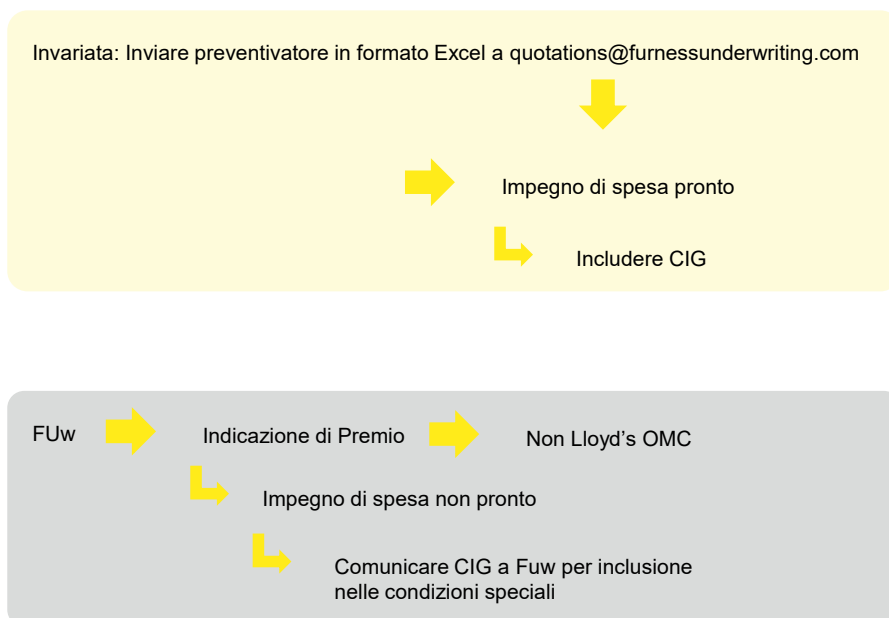 Invariata: Inviare preventivatore in formato Excel a quotations@furnessunderwriting.com
Impegno di spesa pronto
Includere CIG
FUw
Indicazione di Premio
Non Lloyd's OMC
Impegno di spesa non pronto
Comunicare CIG a Fuw per inclusione
nelle condizioni speciali